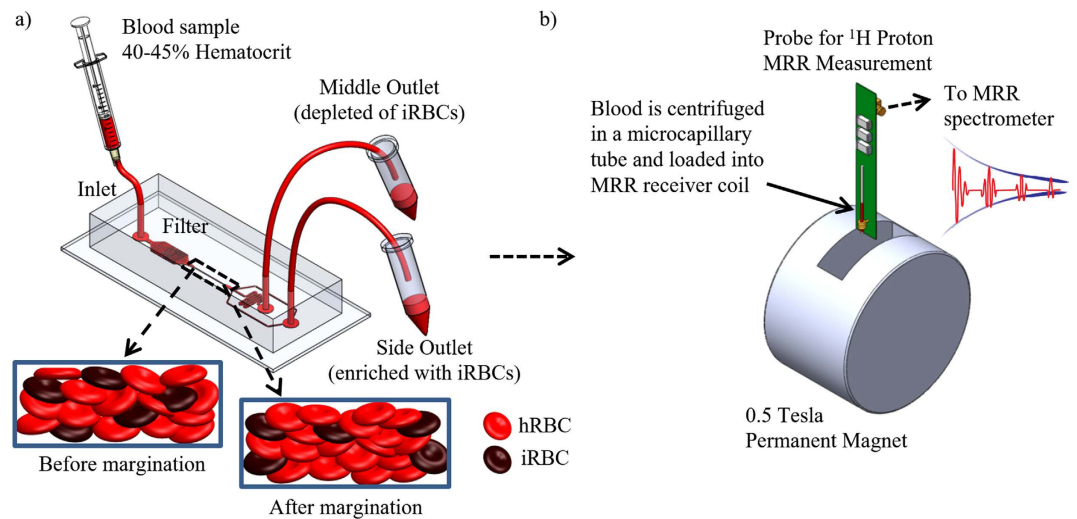 a)
Blood sample
40-45% Hematocrit
Middle Outlet
(depleted of iRBCs)
Inlet
Filter
Side Outlet
(enriched with iRBCs)
hRBC
iRBC
Before margination
After margination
b)
Probe for ¹H Proton
MRR Measurement
Blood is centrifuged
in a microcapillary
tube and loaded into
MRR receiver coil
To MRR
spectrometer
0.5 Tesla
Permanent Magnet